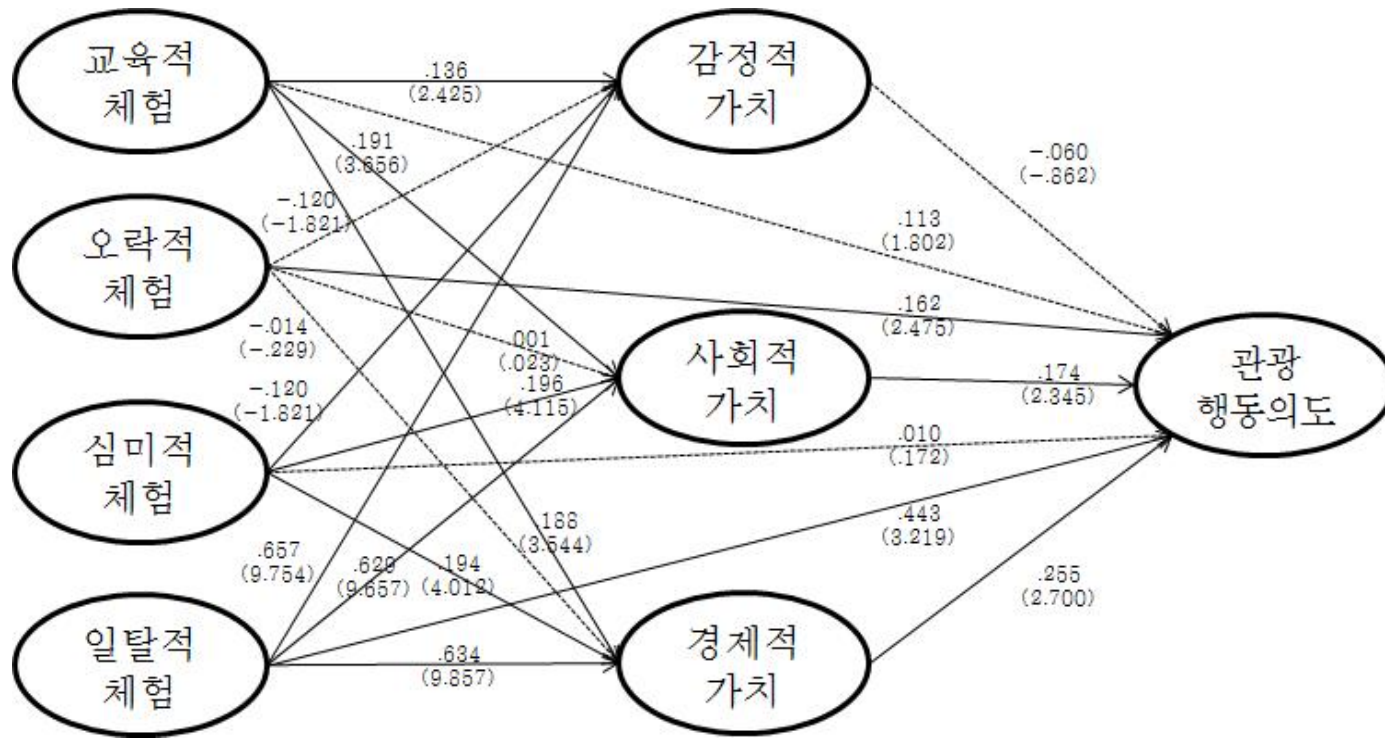 교육적
체험
감정적
가치
.136
(2.425)
.191
(3.656)
-.060
(-.862)
-.120
(-1.821)
.113
(1.802)
오락적
체험
.162
(2.475)
-.014
(-.229)
.001
(.023)
사회적
가치
.174
(2.345)
관광
행동의도
-.120
(-1.821)
.196
(4.115)
심미적
체험
.010
(.172)
.188
(3.544)
.443
(3.219)
.657
(9.754)
.629
(9.657)
.194
(4.012)
.255
(2.700)
일탈적
체험
.634
(9.857)
경제적
가치